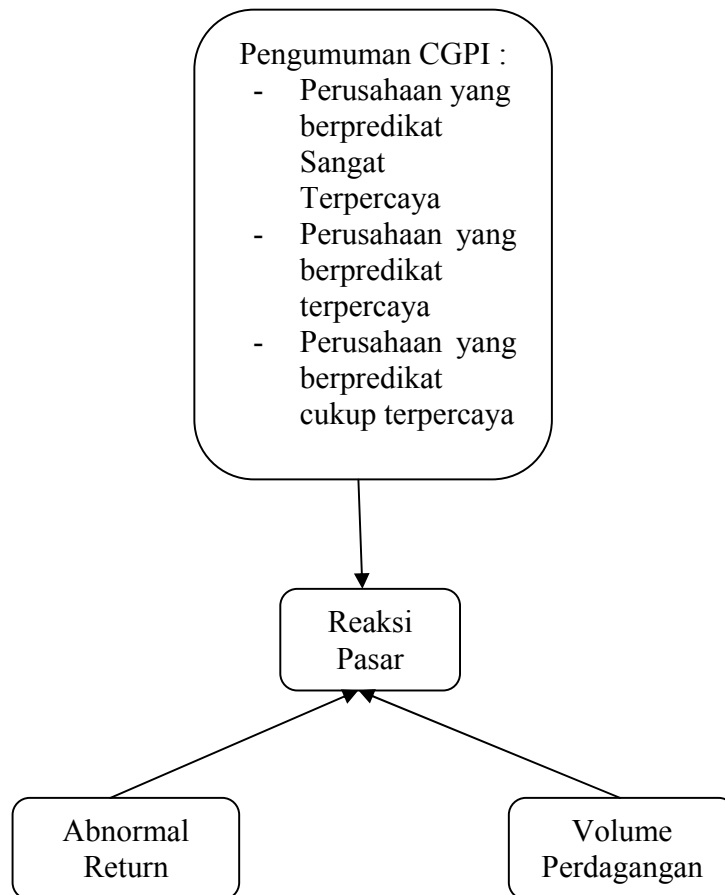 Pengumuman CGPI :
- Perusahaan yang
berpredikat
Sangat
Terpercaya
- Perusahaan yang
berpredikat
terpercaya
- Perusahaan yang
berpredikat
cukup terpercaya
Reaksi
Pasar
Abnormal
Return
Volume
Perdagangan